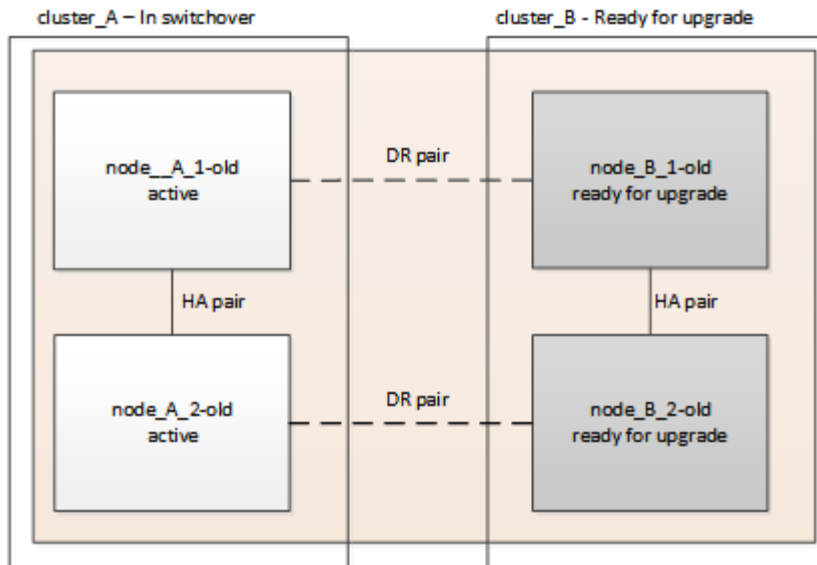 cluster_A – In switchover
cluster_B - Ready for upgrade
node__A_1-old
active
DR pair
node_B_1-old
ready for upgrade
HA pair
HA pair
node_A_2-old
active
DR pair
node_B_2-old
ready for upgrade